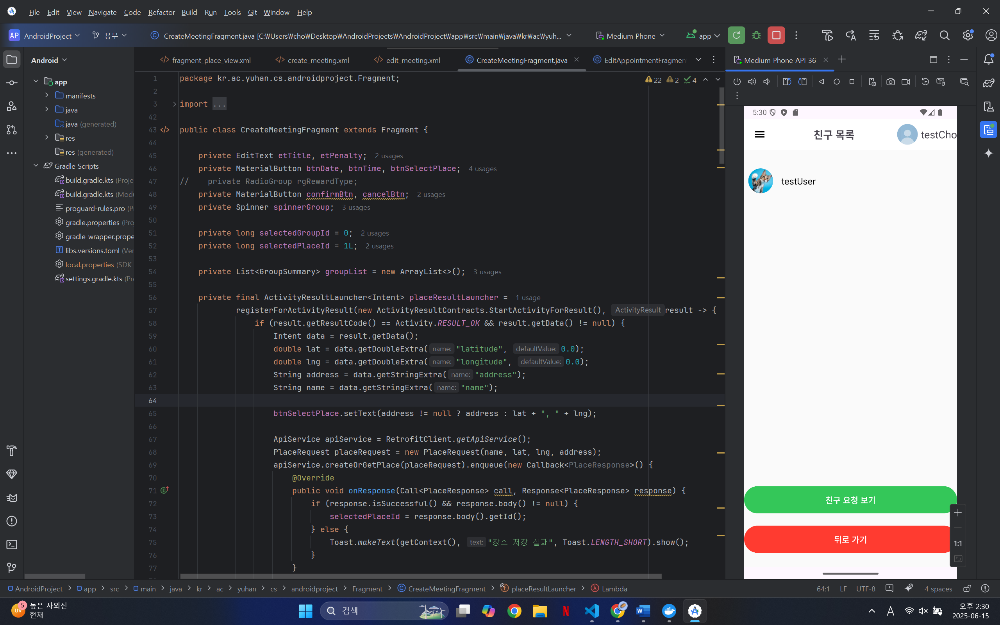 File Edit View Navigate Code Refactor Build Run Tools Git Window Help
AP AndroidProject 용무 CreateMeetingFragment.java [C:₩Users₩cho₩Desktop₩AndroidProjects₩AndroidProject₩app₩src₩main₩java₩kr₩ac₩yuh... Medium Phone app
Android
app
manifests
java
java (generated)
res
res (generated)
Gradle Scripts
build.gradle.kts (Proje
build.gradle.kts (Modu
proguard-rules.pro (Pr
gradle.properties (Pro
gradle-wrapper.prope
libs.versions.toml (Ver
local.properties (SDK
settings.gradle.kts (Pro
fragment_place_view.xml create_meeting.xml edit_meeting.xml CreateMeetingFragment.java EditAppointmentFragmen
22 2 4
1 package kr.ac.yuhan.cs.androidproject.Fragment;
2
3 import ...
42
43 public class CreateMeetingFragment extends Fragment {
44
45 private EditText etTitle, etPenalty; 2 usages
46 private MaterialButton btnDate, btnTime, btnSelectPlace; 4 usages
47 // private RadioGroup rgRewardType;
48 private MaterialButton confirmBtn, cancelBtn; 2 usages
49 private Spinner spinnerGroup; 3 usages
50
51 private long selectedGroupId = 0; 2 usages
52 private long selectedPlaceId = 1L; 2 usages
53
54 private List<GroupSummary> groupList = new ArrayList<>(); 3 usages
55
56 private final ActivityResultLauncher<Intent> placeResultLauncher = 1 usage
57 registerForActivityResult(new ActivityResultContracts.StartActivityForResult(), ActivityResult result -> {
58 if (result.getResultCode() == Activity.RESULT_OK && result.getData() != null) {
59 Intent data = result.getData();
60 double lat = data.getDoubleExtra( name: "latitude", defaultValue: 0.0);
61 double lng = data.getDoubleExtra( name: "longitude", defaultValue: 0.0);
62 String address = data.getStringExtra( name: "address");
63 String name = data.getStringExtra( name: "name");
64
65 btnSelectPlace.setText(address != null ? address : lat + ", " + lng);
66
67 ApiService apiService = RetrofitClient.getApiService();
68 PlaceRequest placeRequest = new PlaceRequest(name, lat, lng, address);
69 apiService.createOrGetPlace(placeRequest).enqueue(new Callback<PlaceResponse>() {
70 @Override
71 public void onResponse(Call<PlaceResponse> call, Response<PlaceResponse> response) {
72 if (response.isSuccessful() && response.body() != null) {
73 selectedPlaceId = response.body().getId();
74 } else {
75 Toast.makeText(getContext(), text: "장소 저장 실패", Toast.LENGTH_SHORT).show();
76 }
77 }
Medium Phone API 36
5:30
친구 목록 testCho
testUser
친구 요청 보기
뒤로 가기
1:1
AndroidProject > app > src > main > java > kr > ac > yuhan > cs > androidproject > Fragment > CreateMeetingFragment > placeResultLauncher > Lambda
64:1 LF UTF-8 4 spaces
UV 5 높은 자외선
현재
검색
A 오후 2:30
2025-06-15